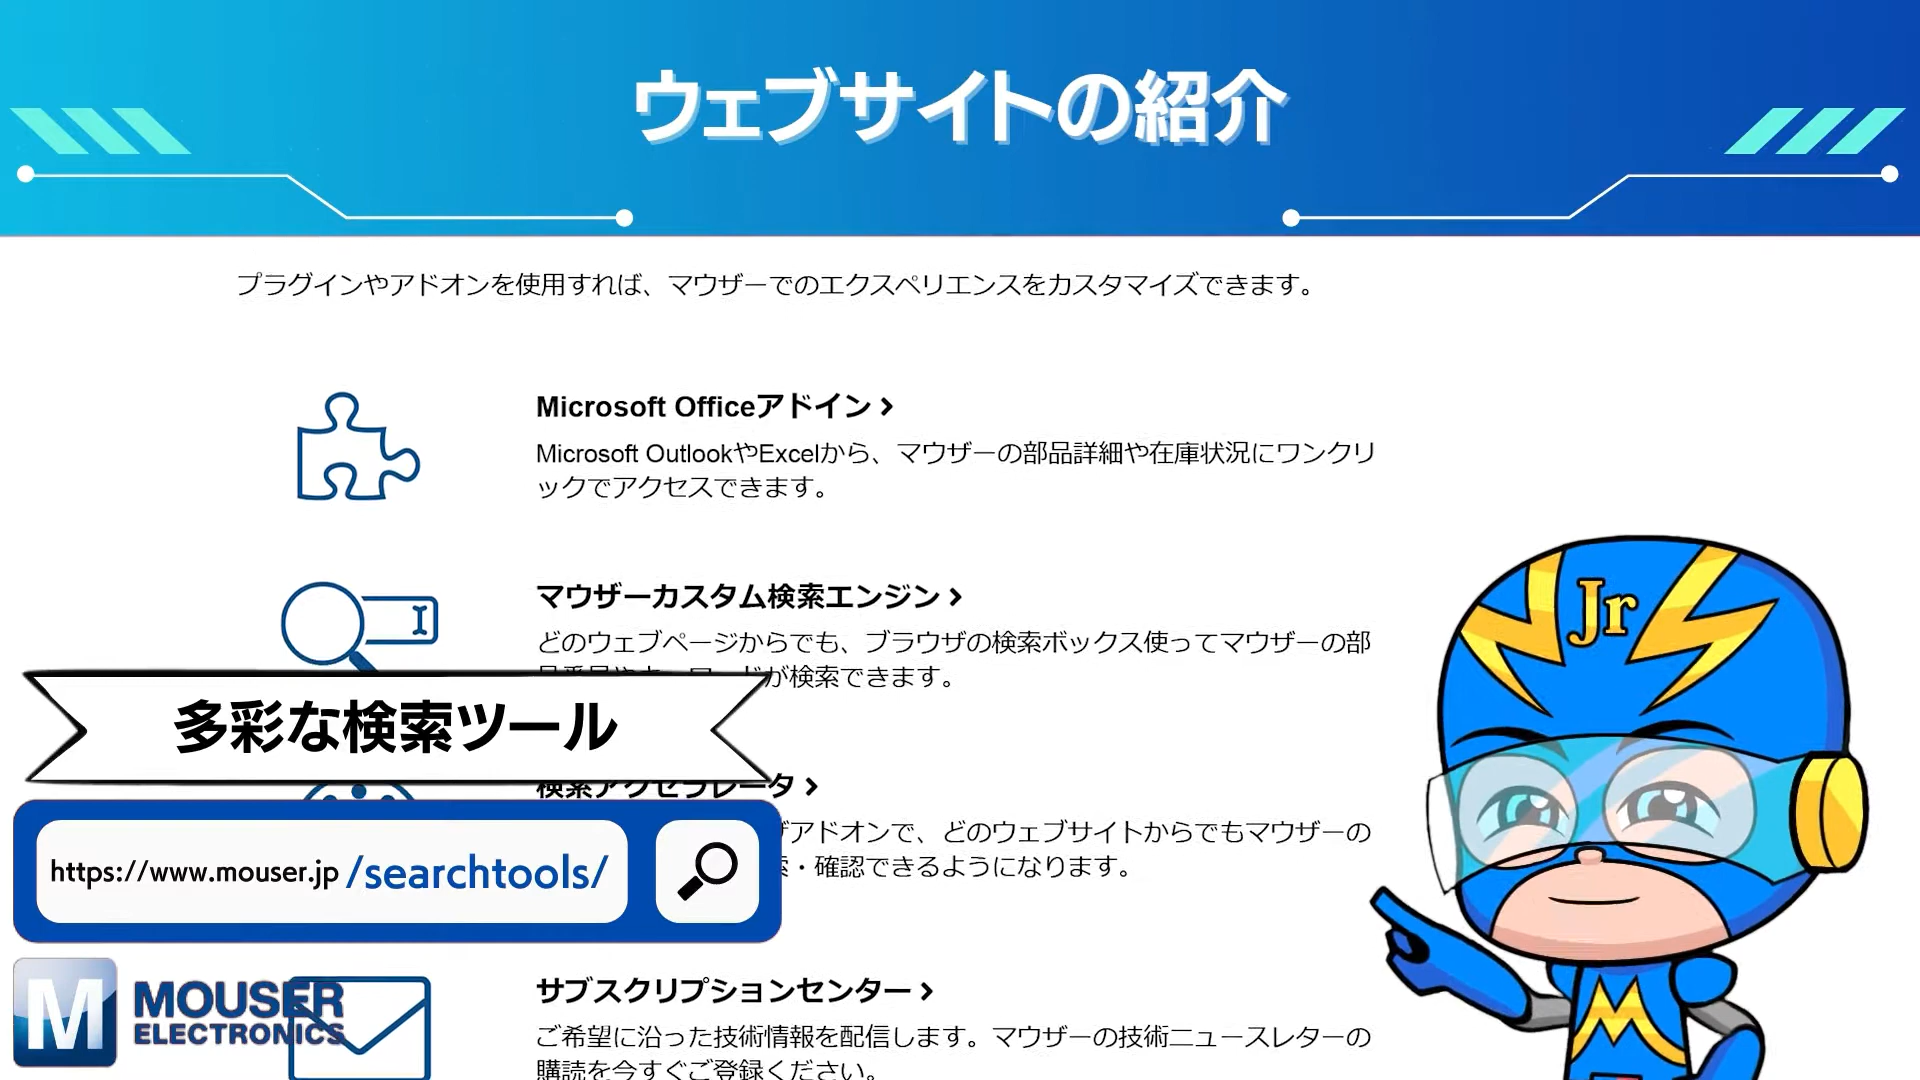 ウェブサイトの紹介
プラグインやアドオンを使用すれば、マウザーでのエクスペリエンスをカスタマイズできます。
Microsoft Officeアドイン
Microsoft OutlookやExcelから、マウザーの部品詳細や在庫状況にワンクリ
ックでアクセスできます。
マウザーカスタム検索エンジン
どのウェブページからでも、ブラウザの検索ボックス使ってマウザーの部
が検索できます。
多彩な検索ツール
検索アクセラレータ
アドオンで、どのウェブサイトからでもマウザーの
・確認できるようになります。
https://www.mouser.jp/searchtools/
サブスクリプションセンター
ご希望に沿った技術情報を配信します。マウザーの技術ニュースレターの
購読を今すぐご登録ください。
M
MOUSER
ELECTRONICS
Jr
M